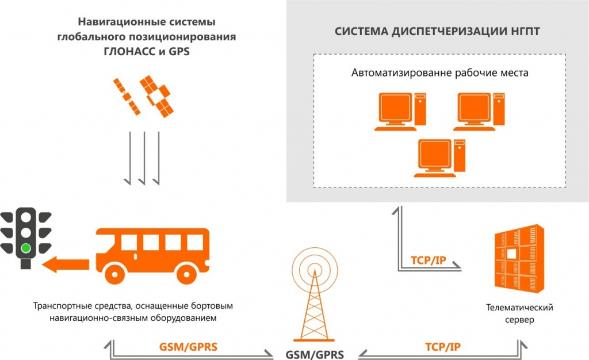 Навигационные системы
глобального позиционирования
ГЛОНАСС и GPS
СИСТЕМА ДИСПЕТЧЕРИЗАЦИИ НГПТ
Автоматизированне рабочие места
TCP/IP
Транспортные средства, оснащенные бортовым
навигационно-связным оборудованием
Телематический
сервер
GSM/GPRS
GSM/GPRS
TCP/IP